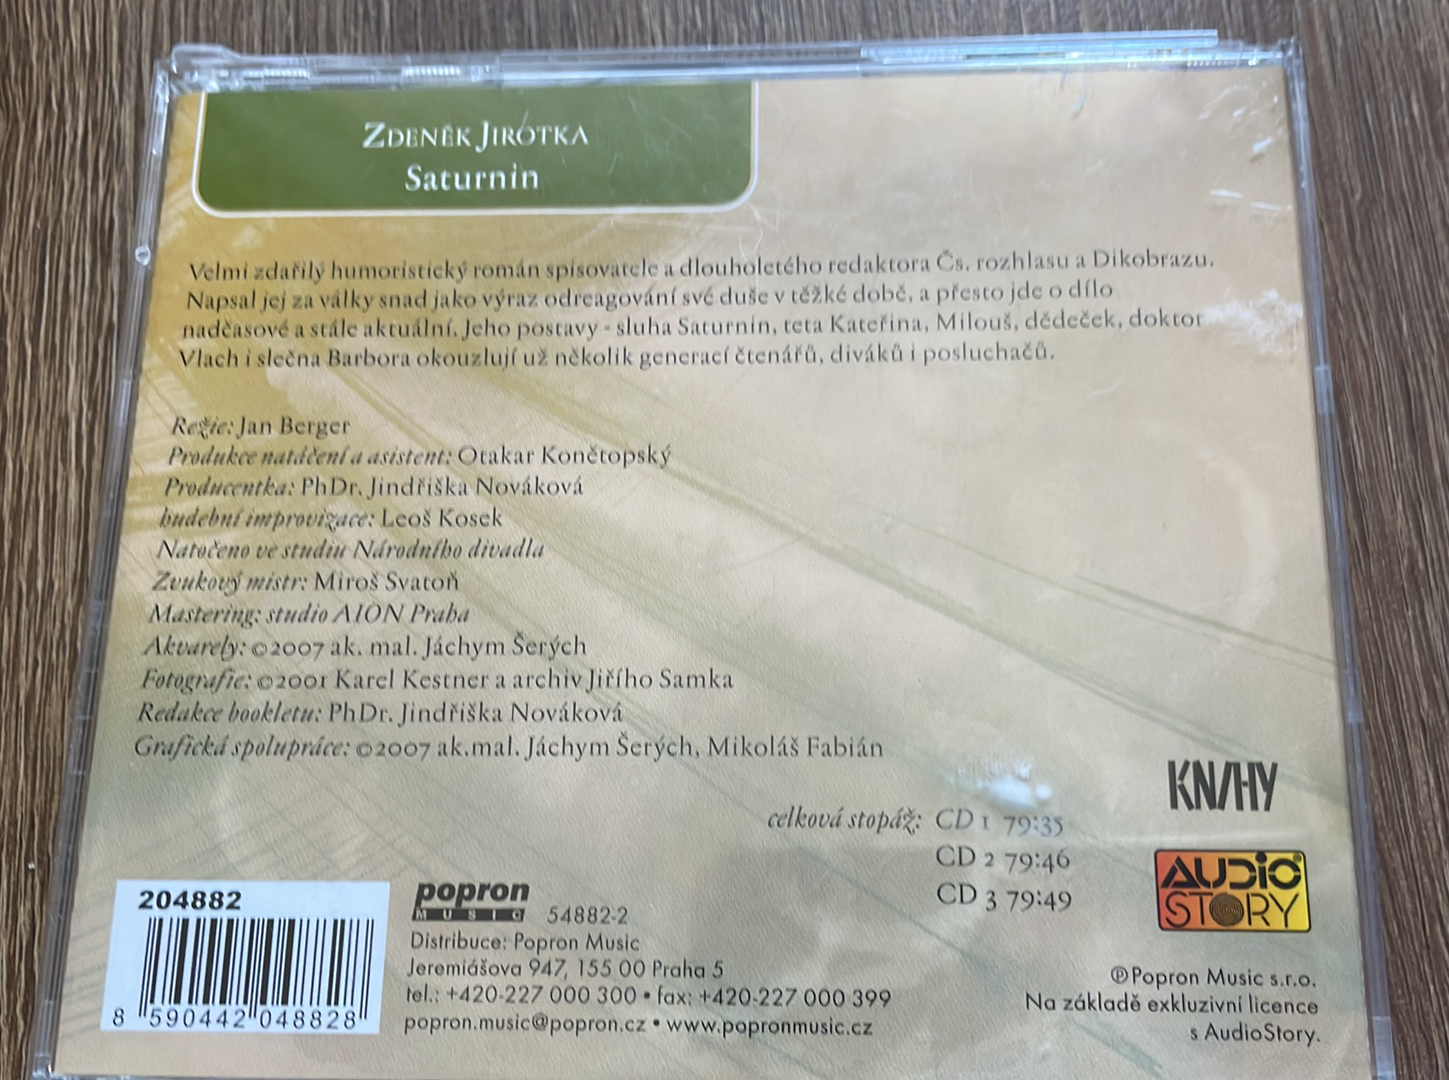 Zdeněk Jirotka
Saturnin
Velmi zdařilý humoristický román spisovatele a dlouholetého redaktora Čs. rozhlasu a Dikobrazu.
Napsal jej za války snad jako výraz odreagování své duše v těžké době, a přesto jde o dílo
nadčasové a stále aktuální. Jeho postavy - sluha Saturnin, teta Kateřina, Milouš, dědeček, doktor
Vlach i slečna Barbora okouzlují už několik generací čtenářů, diváků i posluchačů.
Režie: Jan Berger
Produkce natáčení a asistent: Otakar Konětopský
Producentka: PhDr. Jindřiška Nováková
hudební improvizace: Leoš Kosek
Natočeno ve studiu Národního divadla
Zvukový mistr: Miroš Svatoň
Mastering: studio AION Praha
Akvarely: ©2007 ak. mal. Jáchym Šerých
Fotografie: ©2001 Karel Kestner a archiv Jiřího Samka
Redakce bookletu: PhDr. Jindřiška Nováková
Grafická spolupráce: ©2007 ak.mal. Jáchym Šerých, Mikoláš Fabián
celková stopáž: CD 1 79:35
CD 2 79:46
CD 3 79:49
KNIHY
AUDIO®
STORY
204882
8 590442 048828
popron
MUSIC 54882-2
Distribuce: Popron Music
Jeremiášova 947, 155 00 Praha 5
tel.: +420-227 000 300 • fax: +420-227 000 399
popron.music@popron.cz • www.popronmusic.cz
℗Popron Music s.r.o.
Na základě exkluzivní licence
s AudioStory.